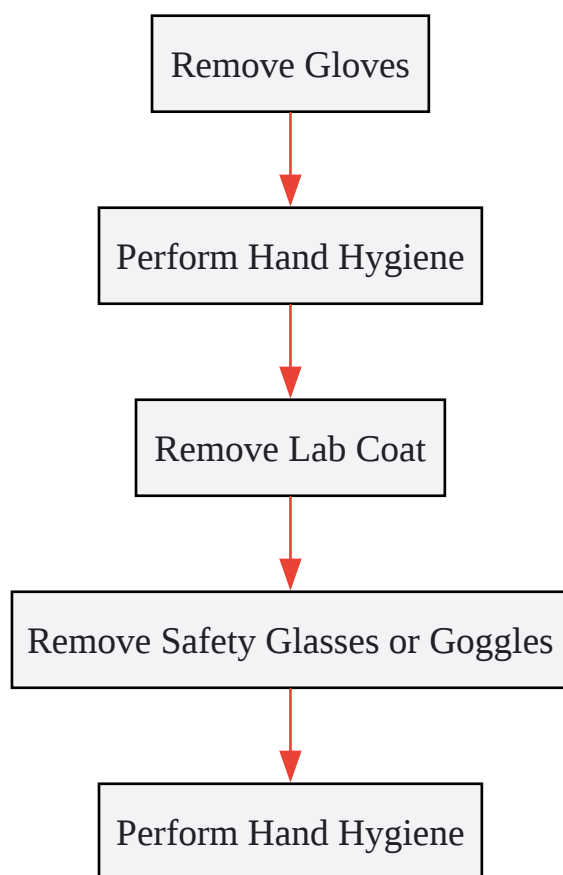 Remove Gloves
Perform Hand Hygiene
Remove Lab Coat
Remove Safety Glasses or Goggles
Perform Hand Hygiene